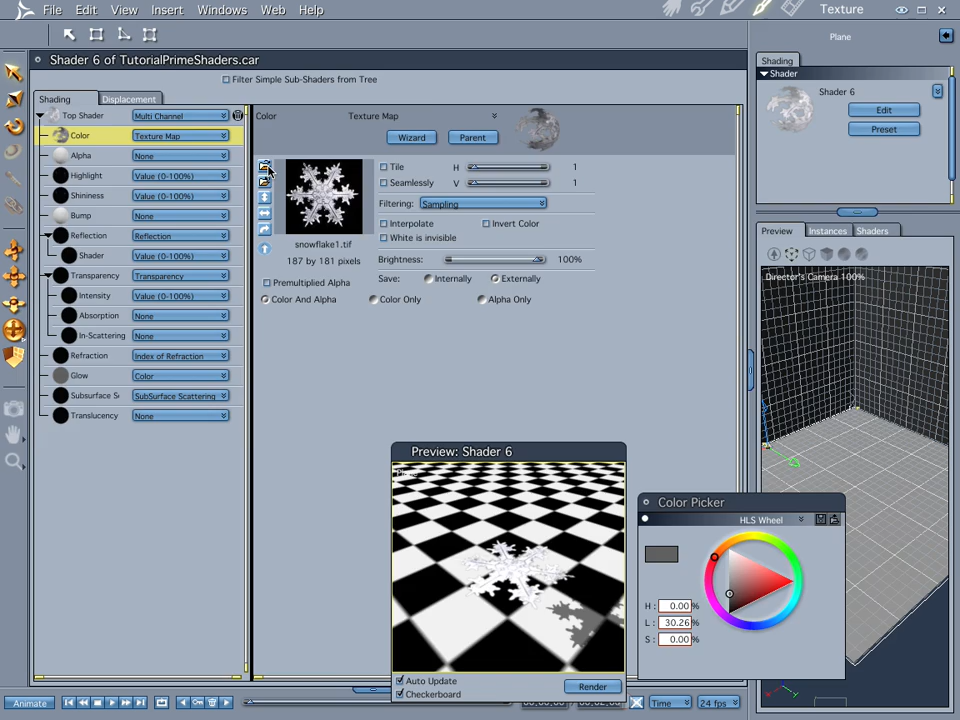 File Edit View Insert Windows Web Help Texture
Plane
Shader 6 of TutorialPrimeShaders.car
Filter Simple Sub-Shaders from Tree
Shading
Displacement
Top Shader Multi Channel
Color Texture Map
Alpha None
Highlight Value (0-100%)
Shininess Value (0-100%)
Bump None
Reflection Reflection
Shader Value (0-100%)
Transparency Transparency
Intensity Value (0-100%)
Absorption None
In-Scattering None
Refraction Index of Refraction
Glow Color
Subsurface S SubSurface Scattering
Translucency None
Color Texture Map
Wizard Parent
Tile H 1
Seamlessly V 1
Filtering: Sampling
Interpolate Invert Color
White is invisible
snowflake1.tif
187 by 181 pixels
Brightness: 100%
Save: Internally Externally
Premultiplied Alpha
Color And Alpha Color Only Alpha Only
Preview: Shader 6
Auto Update
Checkerboard
Render
Color Picker
HLS Wheel
H: 0.00%
L: 30.26%
S: 0.00%
Shading
Shader
Shader 6
Edit
Preset
Preview Instances Shaders
Director's Camera 100%
Animate
Time 24 fps